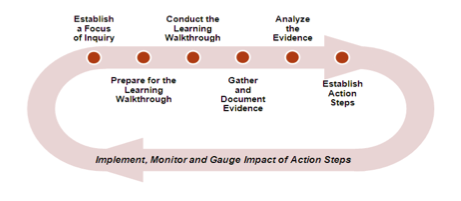 Establish
a Focus
of Inquiry
Prepare for the
Learning
Walkthrough
Conduct the
Learning
Walkthrough
Gather
and
Document
Evidence
Analyze
the
Evidence
Establish
Action
Steps
Implement, Monitor and Gauge Impact of Action Steps